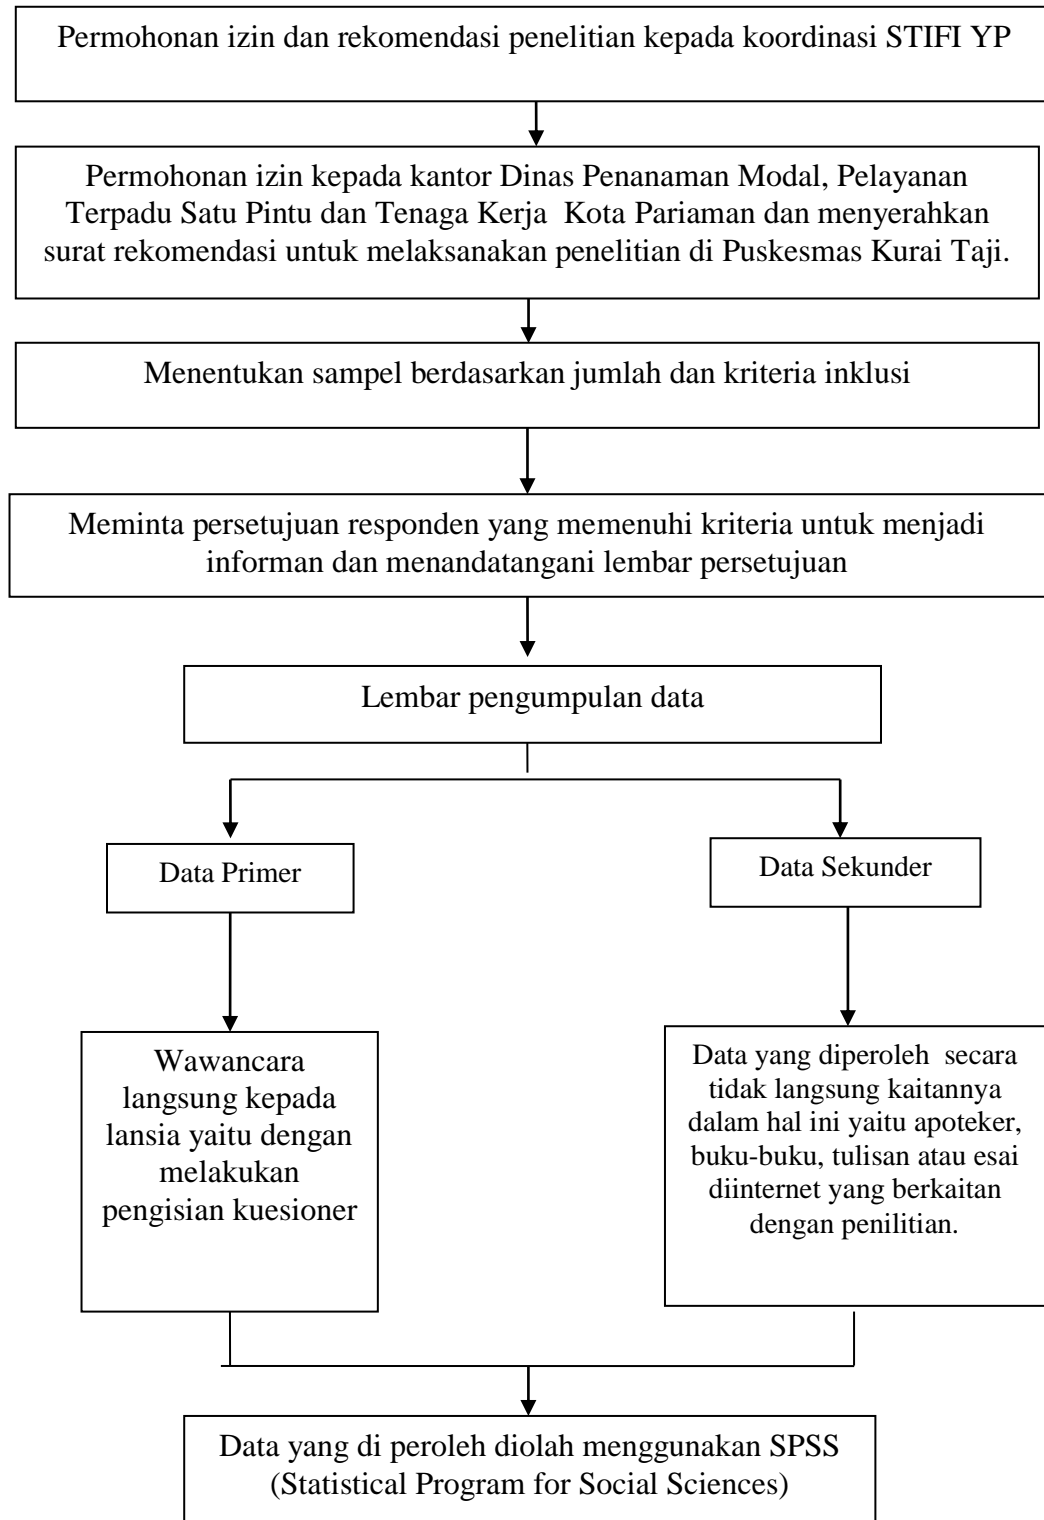 Permohonan izin dan rekomendasi penelitian kepada koordinasi STIFI YP
Permohonan izin kepada kantor Dinas Penanaman Modal, Pelayanan
Terpadu Satu Pintu dan Tenaga Kerja  Kota Pariaman dan menyerahkan
surat rekomendasi untuk melaksanakan penelitian di Puskesmas Kurai Taji.
Menentukan sampel berdasarkan jumlah dan kriteria inklusi
Meminta persetujuan responden yang memenuhi kriteria untuk menjadi
informan dan menandatangani lembar persetujuan
Lembar pengumpulan data
Data Primer
Data Sekunder
Wawancara
langsung kepada
lansia yaitu dengan
melakukan
pengisian kuesioner
Data yang diperoleh  secara
tidak langsung kaitannya
dalam hal ini yaitu apoteker,
buku-buku, tulisan atau esai
diinternet yang berkaitan
dengan penilitian.
Data yang di peroleh diolah menggunakan SPSS
(Statistical Program for Social Sciences)